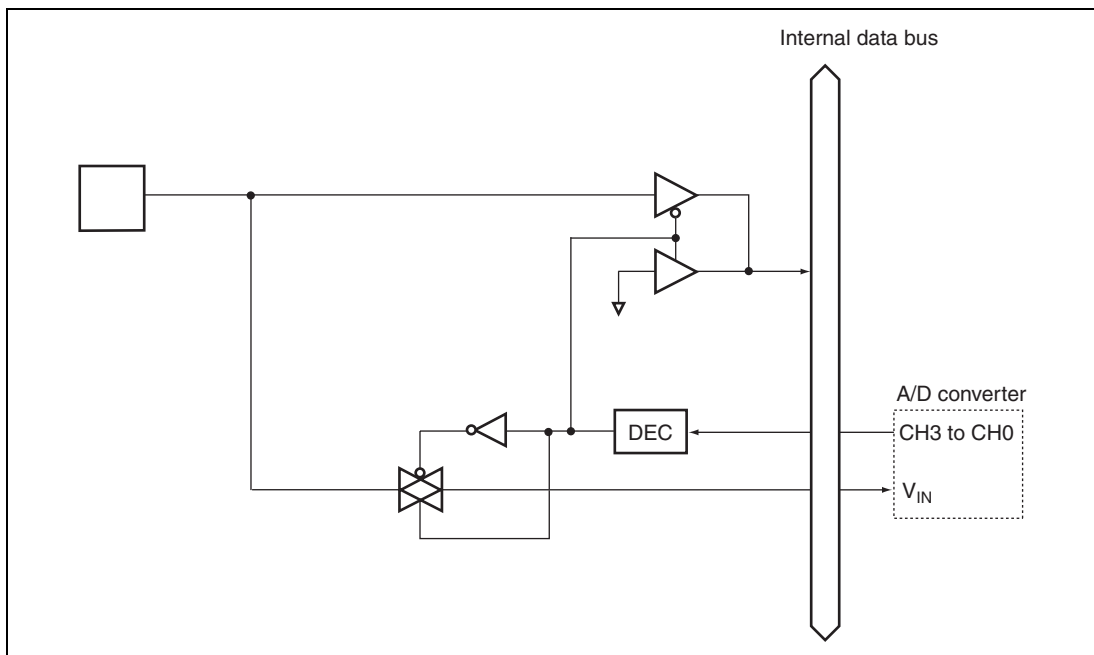 Internal data bus
A/D converter
DEC
CH3 to CH0
VIN